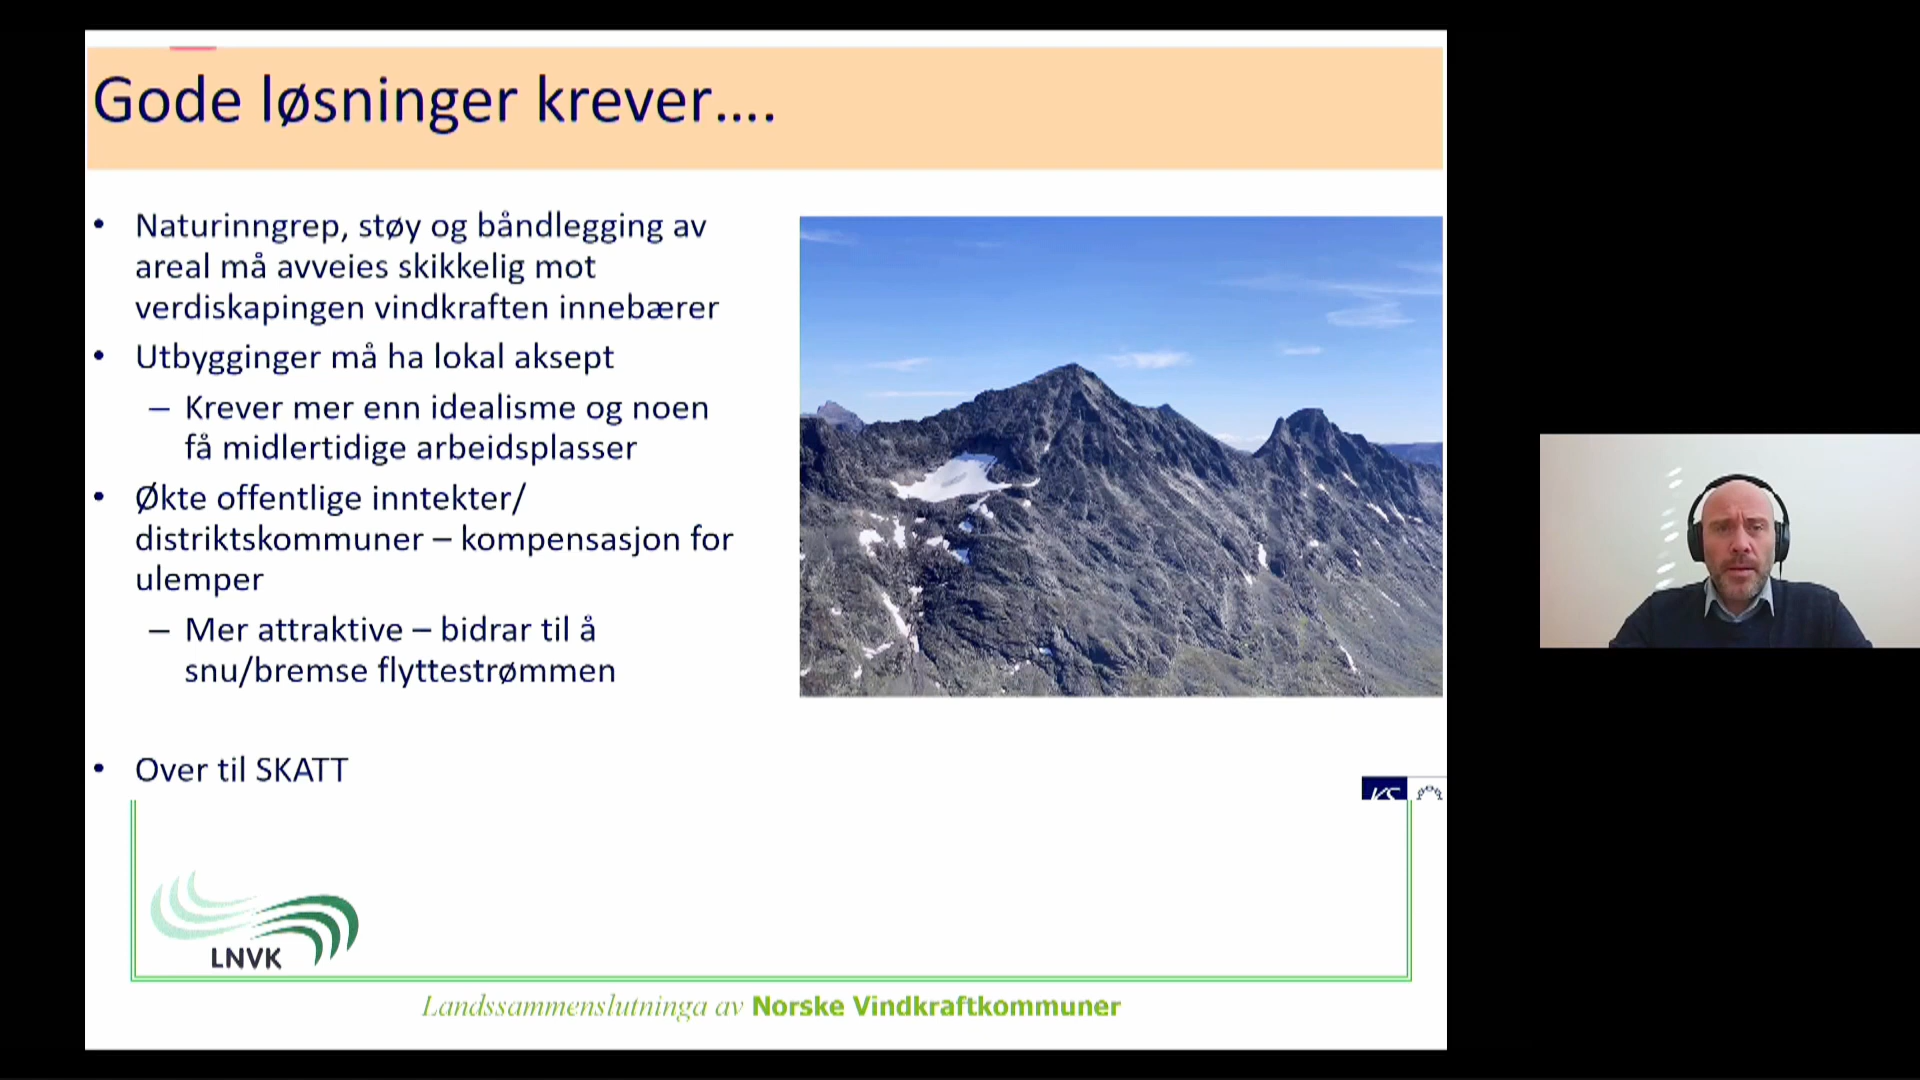 Gode løsninger krever....
• Naturinngrep, støy og båndlegging av
areal må avveies skikkelig mot
verdiskapingen vindkraften innebærer
• Utbygginger må ha lokal aksept
– Krever mer enn idealisme og noen
få midlertidige arbeidsplasser
• Økte offentlige inntekter/
distriktskommuner – kompensasjon for
ulemper
– Mer attraktive – bidrar til å
snu/bremse flyttestrømmen
• Over til SKATT
KS
LNVK
Landssammenslutninga av Norske Vindkraftkommuner